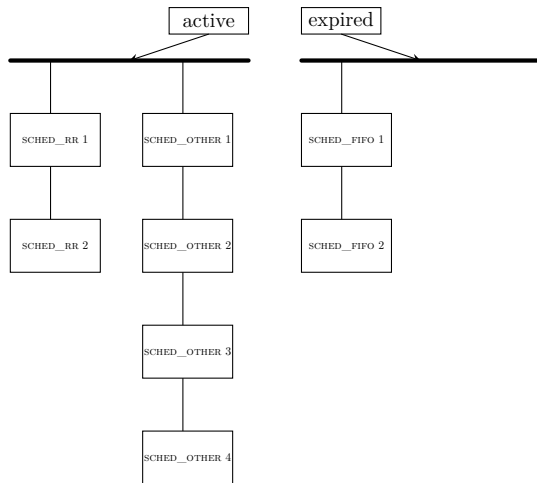 active expired
SCHED_RR 1 SCHED_OTHER 1 SCHED_FIFO 1
SCHED_RR 2 SCHED_OTHER 2 SCHED_FIFO 2
SCHED_OTHER 3
SCHED_OTHER 4